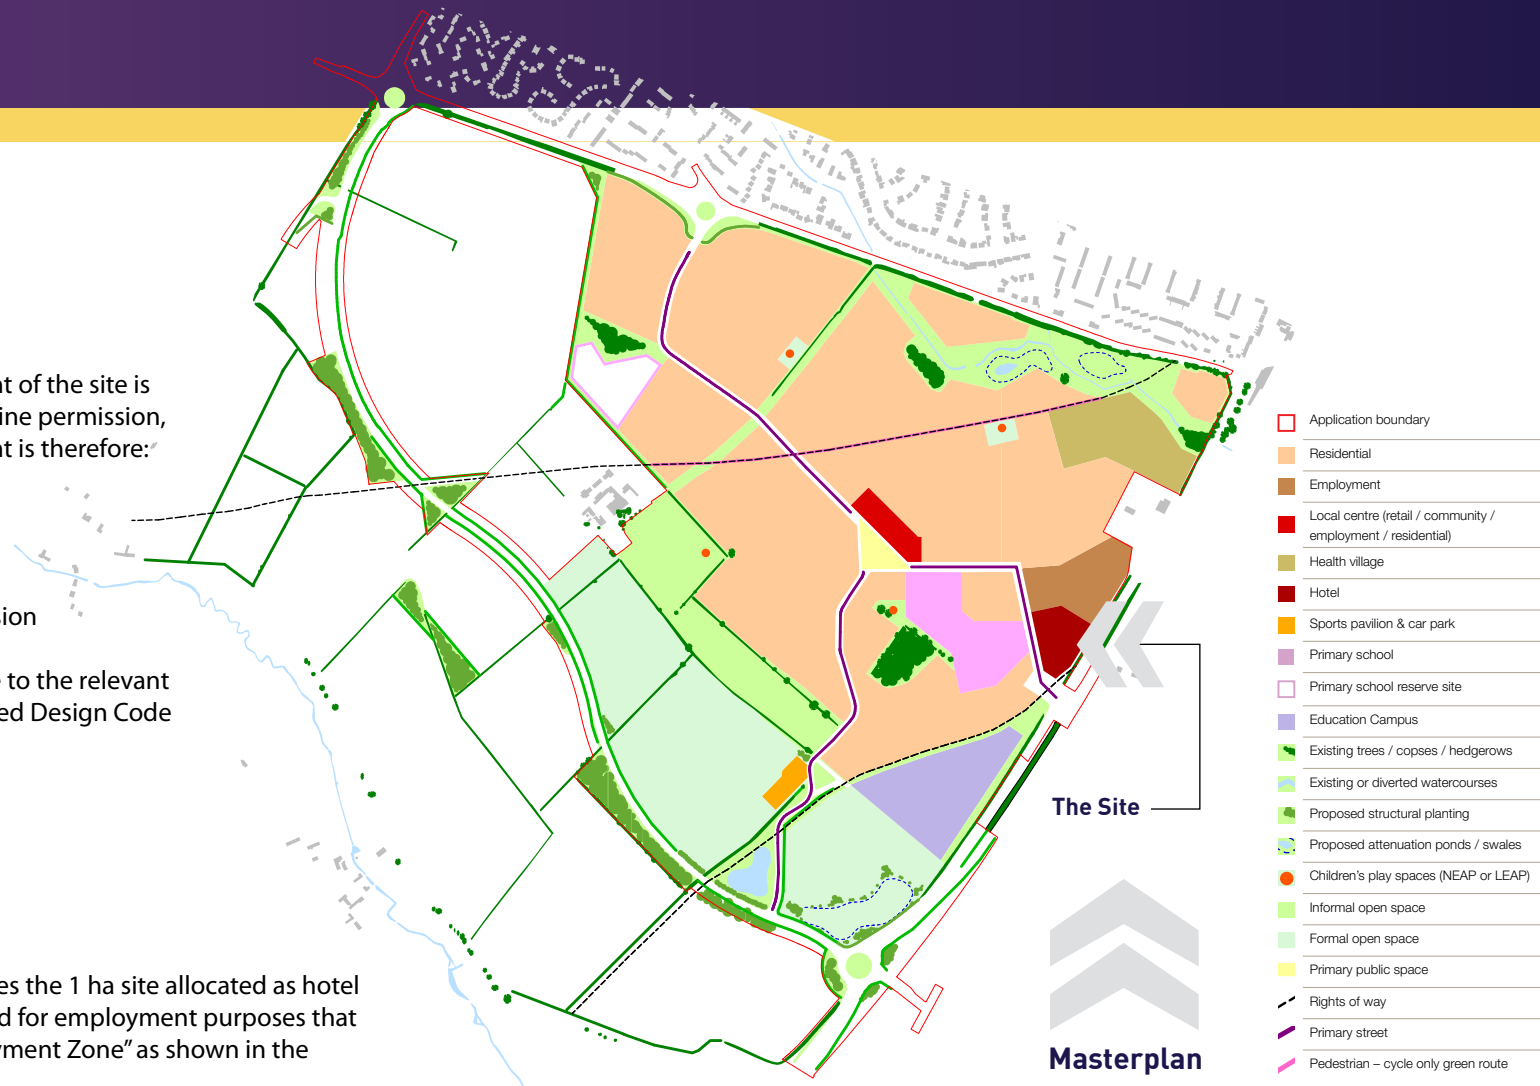 nt of the site is
ine permission,
nt is therefore:
sion
e to the relevant
ed Design Code
es the 1 ha site allocated as hotel
d for employment purposes that
yment Zone” as shown in the
The Site
Masterplan
Application boundary
Residential
Employment
Local centre (retail / community /
employment / residential)
Health village
Hotel
Sports pavilion & car park
Primary school
Primary school reserve site
Education Campus
Existing trees / copses / hedgerows
Existing or diverted watercourses
Proposed structural planting
Proposed attenuation ponds / swales
Children’s play spaces (NEAP or LEAP)
Informal open space
Formal open space
Primary public space
Rights of way
Primary street
Pedestrian – cycle only green route